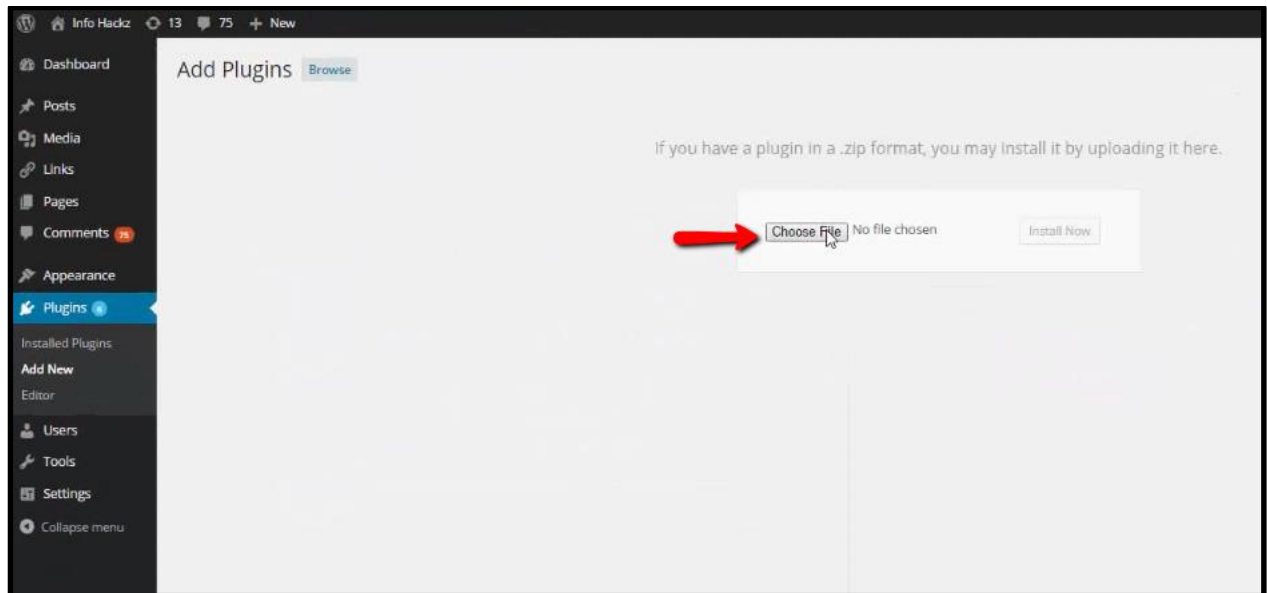 Info Hackz 13 75 + New
Dashboard
Posts
Media
Links
Pages
Comments 75
Appearance
Plugins
Installed Plugins
Add New
Editor
Users
Tools
Settings
Collapse menu
Add Plugins Browse
If you have a plugin in a .zip format, you may install it by uploading it here.
Choose File No file chosen Install Now